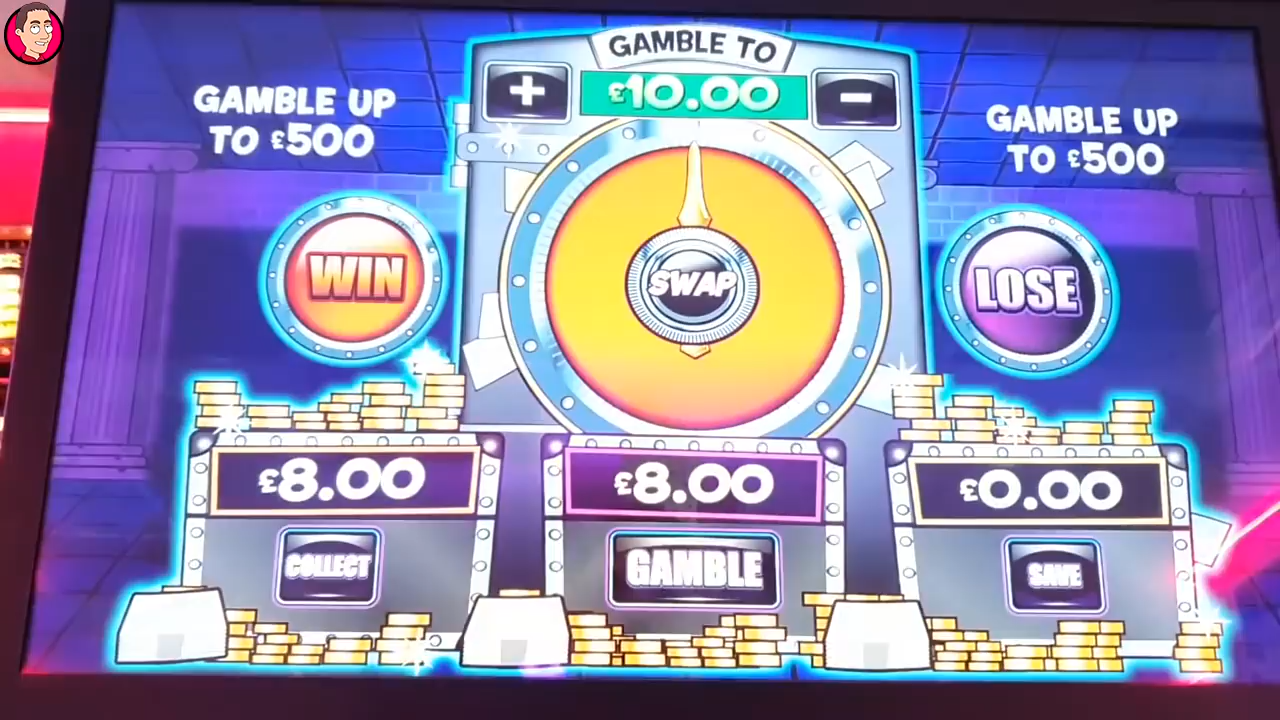 GAMBLE TO
+
£10.00
-
GAMBLE UP
TO £500
GAMBLE UP
TO £500
WIN
SWAP
LOSE
£8.00
£8.00
£0.00
COLLECT
GAMBLE
SAVE